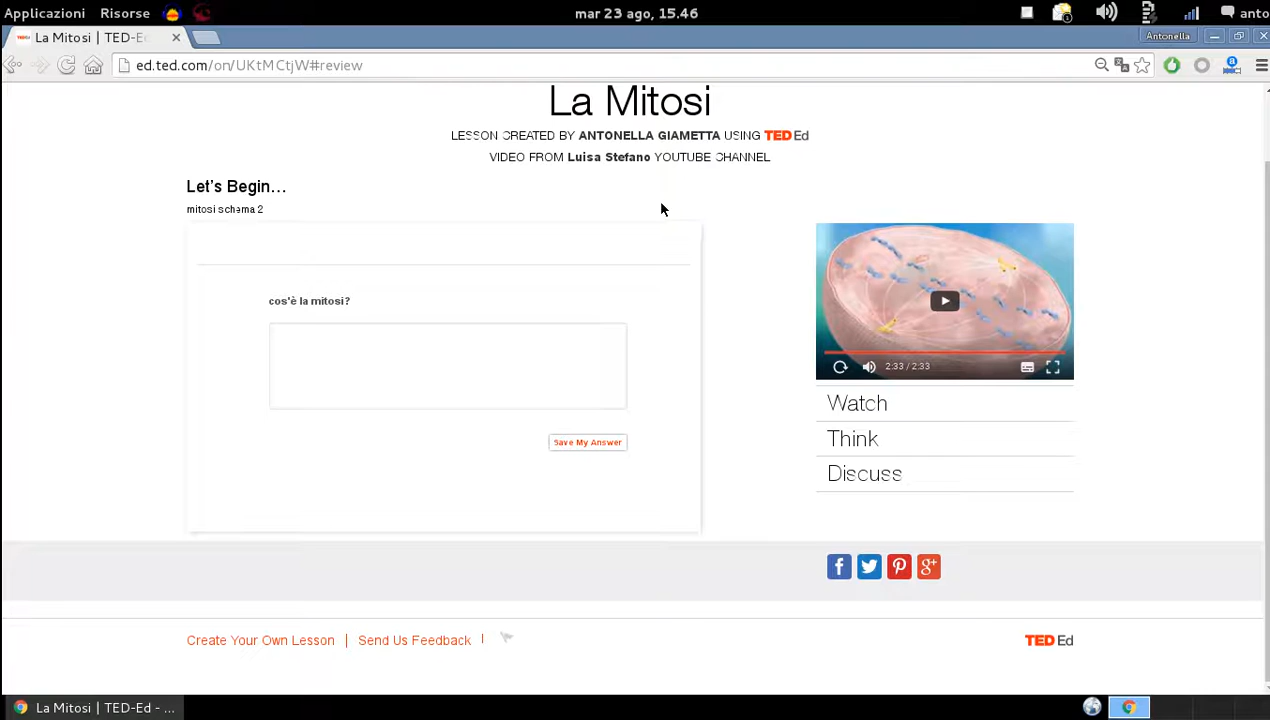 Applicazioni Risorse mar 23 ago, 15.46 anto
La Mitosi | TED-Ed Antonella
ed.ted.com/on/UKtMCtjW#review
La Mitosi
LESSON CREATED BY ANTONELLA GIAMETTA USING TED Ed
VIDEO FROM Luisa Stefano YOUTUBE CHANNEL
Let's Begin...
mitosi schema 2
cos'è la mitosi?
Save My Answer
2:33 / 2:33
Watch
Think
Discuss
Create Your Own Lesson | Send Us Feedback |
TED Ed
La Mitosi | TED-Ed - ...